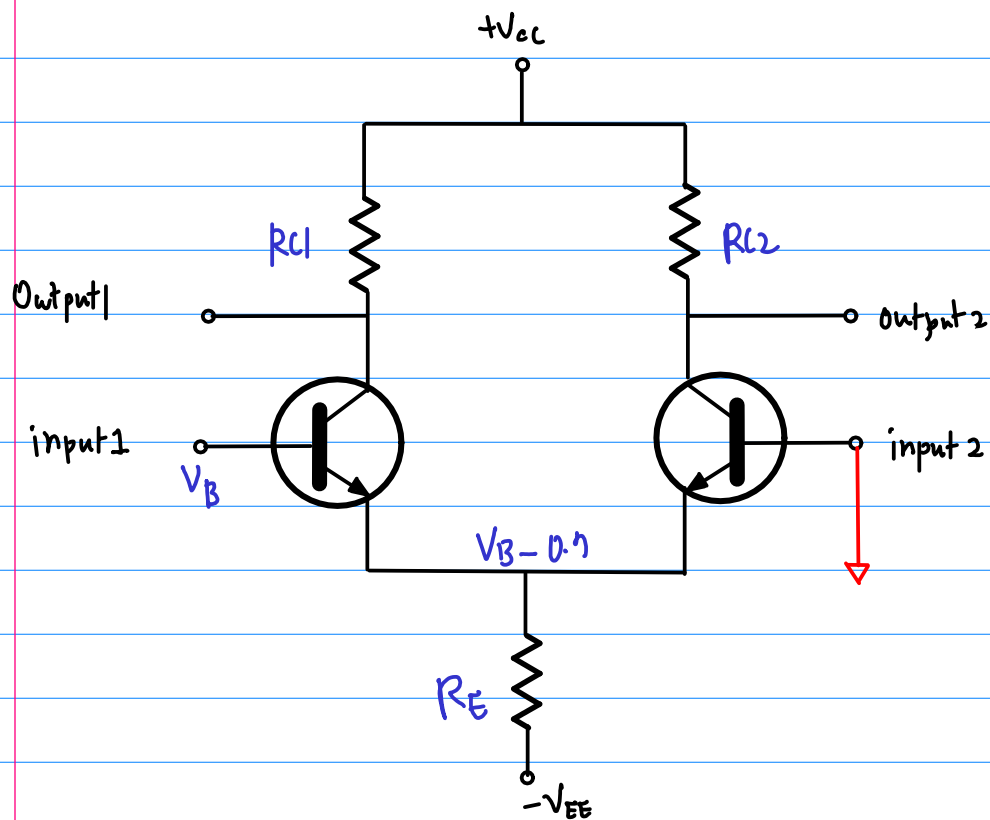 +Vcc
RC1
RC2
Output1
output2
input1
input2
VB
VB - 0.7
RE
-VEE